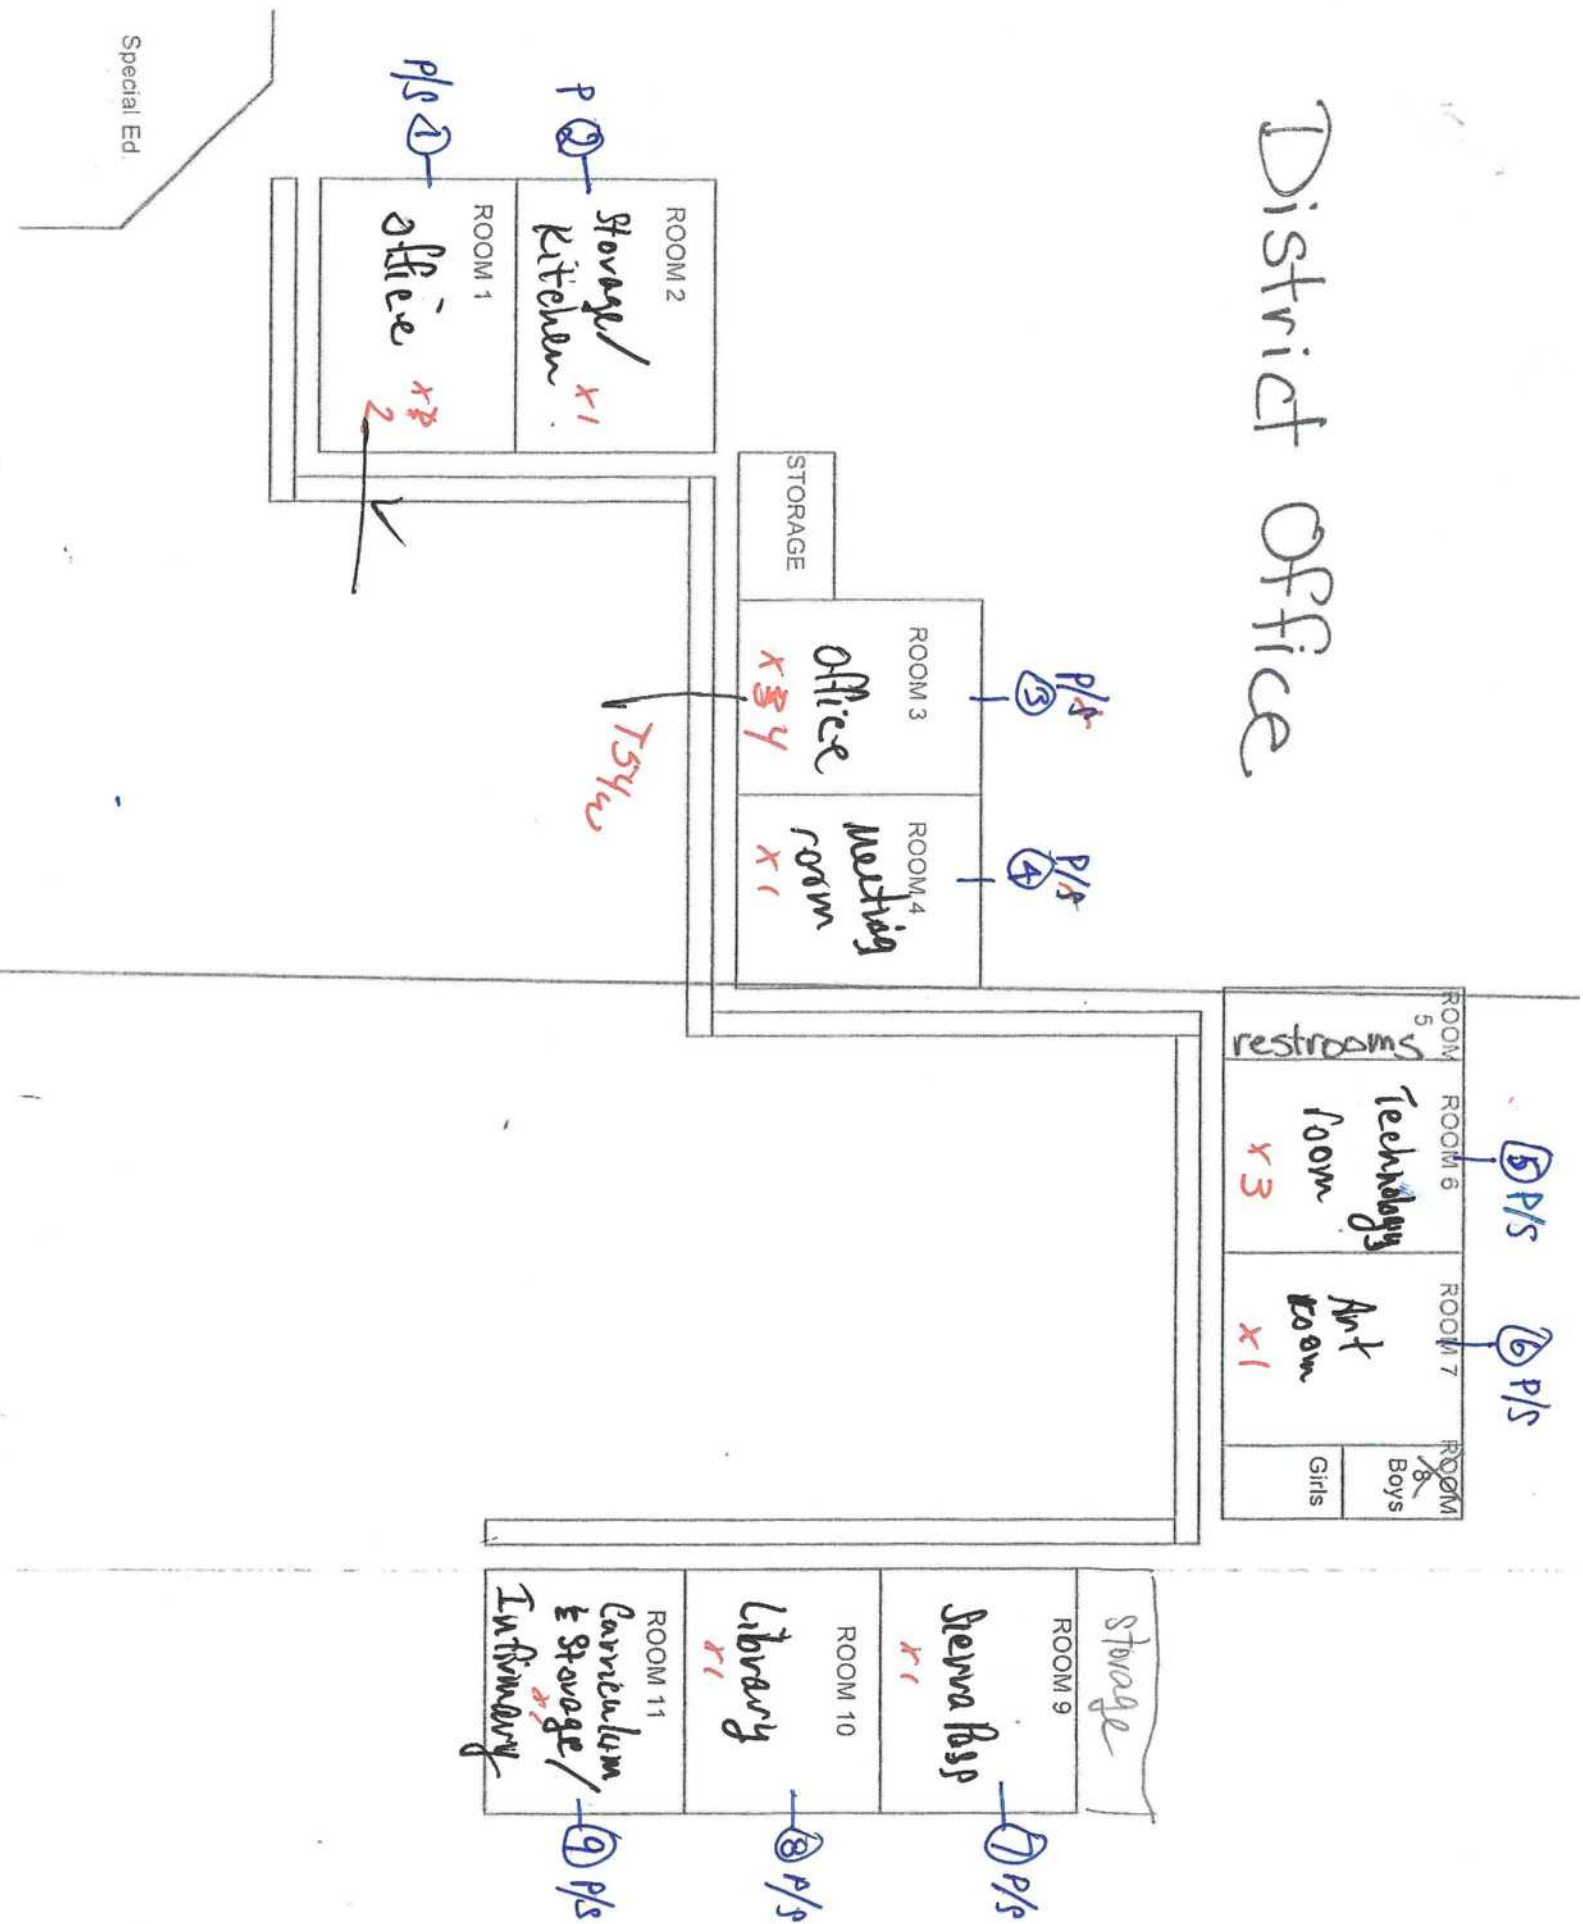 District Office
Special Ed.
P/S 1
ROOM 1
office
2
P 2
ROOM 2
Storage/
Kitchen
x1
STORAGE
P/S
3
ROOM 3
office
4
P/S
4
ROOM 4
Meeting
room
x1
ROOM
5
restrooms
5 P/S
ROOM 6
Technology
room
x3
6 P/S
ROOM 7
Art
room
x1
ROOM
8
Boys
Girls
storage
ROOM 9
x1
7 P/S
ROOM 10
Library
x1
8 P/S
ROOM 11
Curriculum
& Storage/
Infirmary
x1
9 P/S